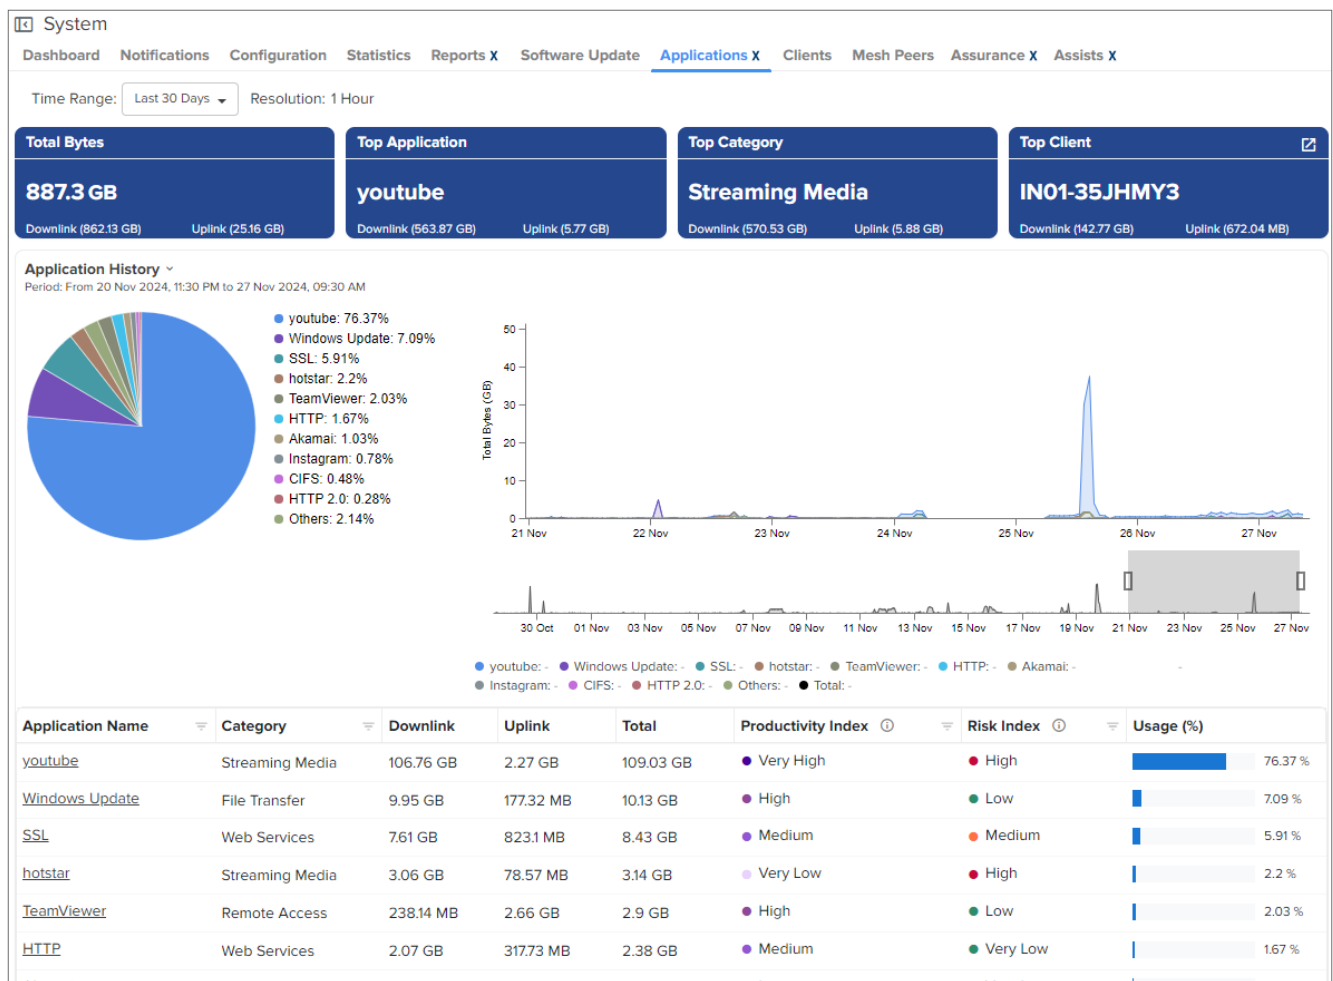 System
Dashboard Notifications Configuration Statistics Reports X Software Update Applications X Clients Mesh Peers Assurance X Assists X
Time Range: Last 30 Days Resolution: 1 Hour
Total Bytes
887.3 GB
Downlink (862.13 GB) Uplink (25.16 GB)
Top Application
youtube
Downlink (563.87 GB) Uplink (5.77 GB)
Top Category
Streaming Media
Downlink (570.53 GB) Uplink (5.88 GB)
Top Client
IN01-35JHMY3
Downlink (142.77 GB) Uplink (672.04 MB)
Application History
Period: From 20 Nov 2024, 11:30 PM to 27 Nov 2024, 09:30 AM
youtube: 76.37%
Windows Update: 7.09%
SSL: 5.91%
hotstar: 2.2%
TeamViewer: 2.03%
HTTP: 1.67%
Akamai: 1.03%
Instagram: 0.78%
CIFS: 0.48%
HTTP 2.0: 0.28%
Others: 2.14%
Total Bytes (GB)
50
40
30
20
10
0
21 Nov 22 Nov 23 Nov 24 Nov 25 Nov 26 Nov 27 Nov
30 Oct 01 Nov 03 Nov 05 Nov 07 Nov 09 Nov 11 Nov 13 Nov 15 Nov 17 Nov 19 Nov 21 Nov 23 Nov 25 Nov 27 Nov
youtube: - Windows Update: - SSL: - hotstar: - TeamViewer: - HTTP: - Akamai: - -
Instagram: - CIFS: - HTTP 2.0: - Others: - Total: -
Application Name Category Downlink Uplink Total Productivity Index Risk Index Usage (%)
youtube Streaming Media 106.76 GB 2.27 GB 109.03 GB Very High High 76.37 %
Windows Update File Transfer 9.95 GB 177.32 MB 10.13 GB High Low 7.09 %
SSL Web Services 7.61 GB 823.1 MB 8.43 GB Medium Medium 5.91 %
hotstar Streaming Media 3.06 GB 78.57 MB 3.14 GB Very Low High 2.2 %
TeamViewer Remote Access 238.14 MB 2.66 GB 2.9 GB High Low 2.03 %
HTTP Web Services 2.07 GB 317.73 MB 2.38 GB Medium Very Low 1.67 %